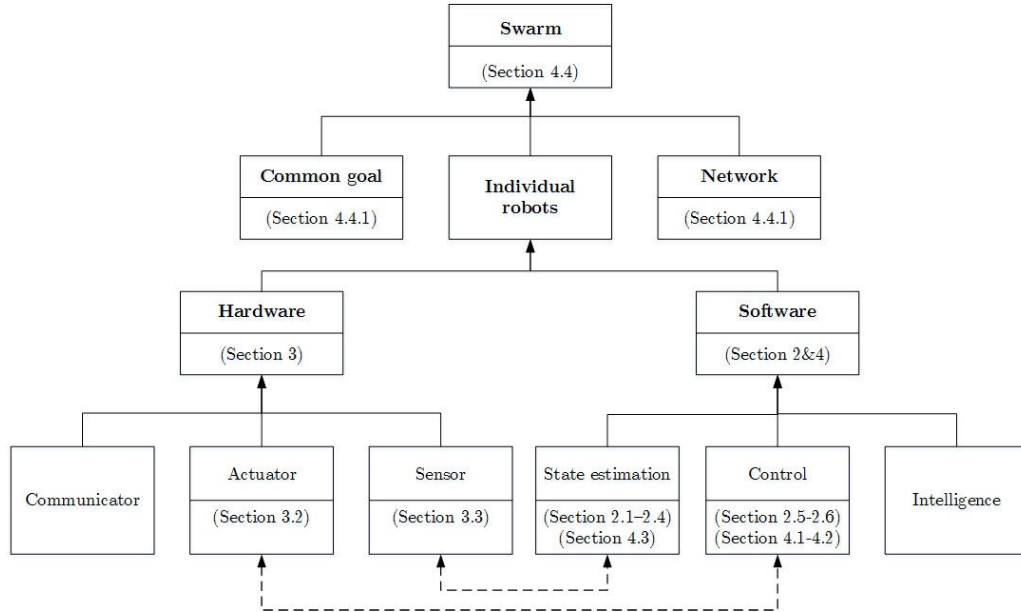 Swarm
(Section 4.4)
Common goal
(Section 4.4.1)
Individual
robots
Network
(Section 4.4.1)
Hardware
(Section 3)
Software
(Section 2&4)
Communicator
Actuator
(Section 3.2)
Sensor
(Section 3.3)
State estimation
(Section 2.1–2.4)
(Section 4.3)
Control
(Section 2.5-2.6)
(Section 4.1-4.2)
Intelligence